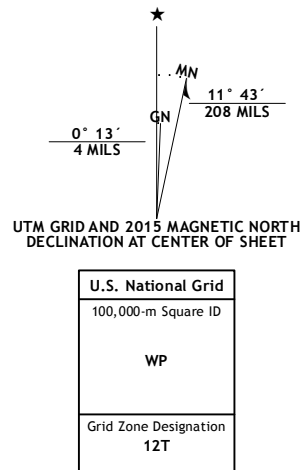 ★
MN
GN
11° 43´
208 MILS
0° 13´
4 MILS
UTM GRID AND 2015 MAGNETIC NORTH
DECLINATION AT CENTER OF SHEET
U.S. National Grid
100,000-m Square ID
WP
Grid Zone Designation
12T